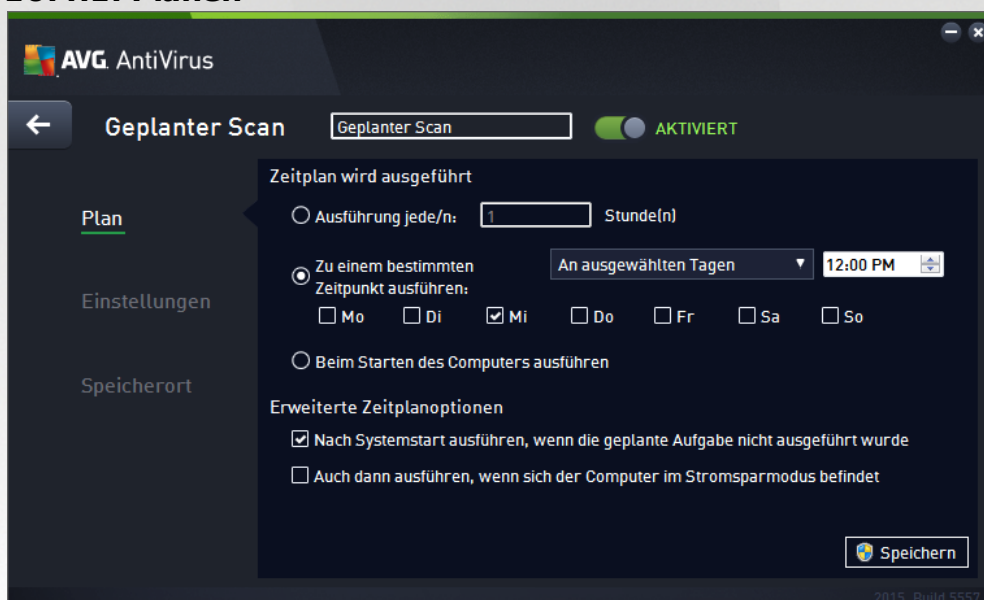 AVG. AntiVirus
Geplanter Scan
Geplanter Scan
AKTIVIERT
Plan
Einstellungen
Speicherort
Zeitplan wird ausgeführt
Ausführung jede/n: 1 Stunde(n)
Zu einem bestimmten
Zeitpunkt ausführen:
An ausgewählten Tagen
12:00 PM
Mo Di Mi Do Fr Sa So
Beim Starten des Computers ausführen
Erweiterte Zeitplanoptionen
Nach Systemstart ausführen, wenn die geplante Aufgabe nicht ausgeführt wurde
Auch dann ausführen, wenn sich der Computer im Stromsparmodus befindet
Speichern
2015. Build 5557